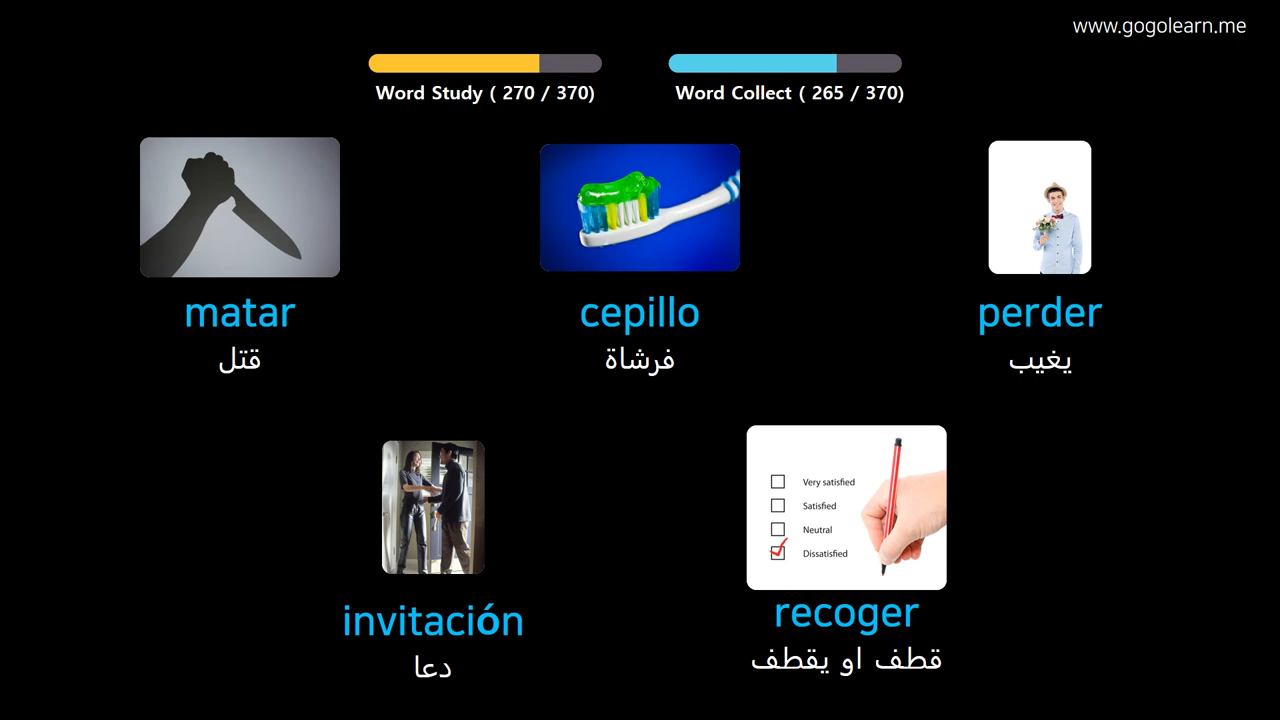 www.gogolearn.me
Word Study ( 270 / 370)
Word Collect ( 265 / 370)
matar
قتل
cepillo
فرشاة
perder
يغيب
invitación
دعا
Very satisfied
Satisfied
Neutral
Dissatisfied
recoger
قطف او يقطف